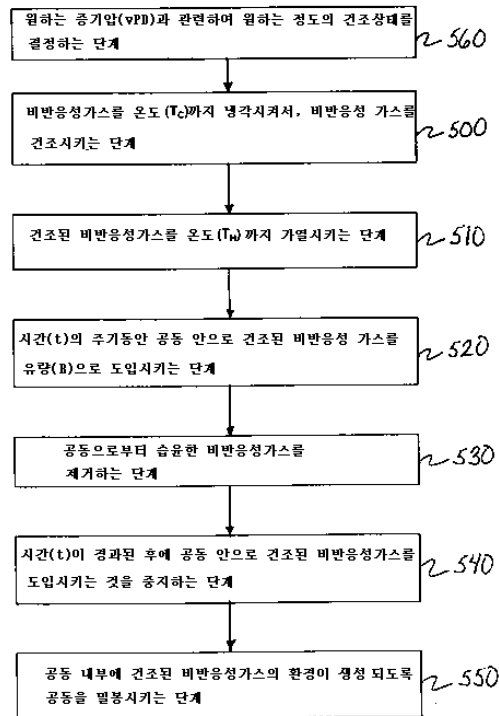 원하는 증기압(vPD)과 관련하여 원하는 정도의 건조상태를
결정하는 단계
560
비반응성가스를 온도(TC)까지 냉각시켜서, 비반응성 가스를
건조시키는 단계
500
건조된 비반응성가스를 온도(TH)까지 가열시키는 단계
510
시간(t)의 주기동안 공동 안으로 건조된 비반응성 가스를
유량(B)으로 도입시키는 단계
520
공동으로부터 습윤한 비반응성가스를
제거하는 단계
530
시간(t)이 경과된 후에 공동 안으로 건조된 비반응성가스를
도입시키는 것을 중지하는 단계
540
공동 내부에 건조된 비반응성가스의 환경이 생성 되도록
공동을 밀봉시키는 단계
550